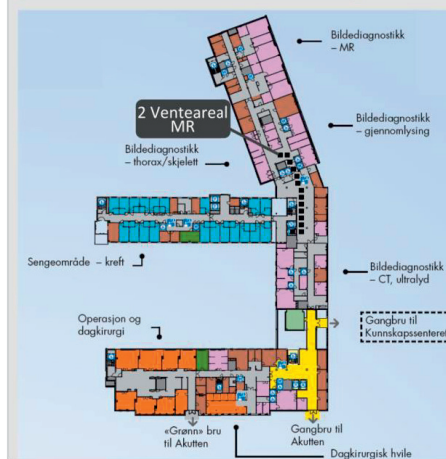 Bildediagnostikk
– MR
2 Venteareal
MR
Bildediagnostikk
– gjennomlysing
Bildediagnostikk
– thorax/skjelett
Sengeområde – kreft
Bildediagnostikk
– CT, ultralyd
Operasjon og
dagkirurgi
Gangbru til
Kunnskapssenteret
«Grønn» bru
til Akutten
Gangbru til
Akutten
Dagkirurgisk hvile